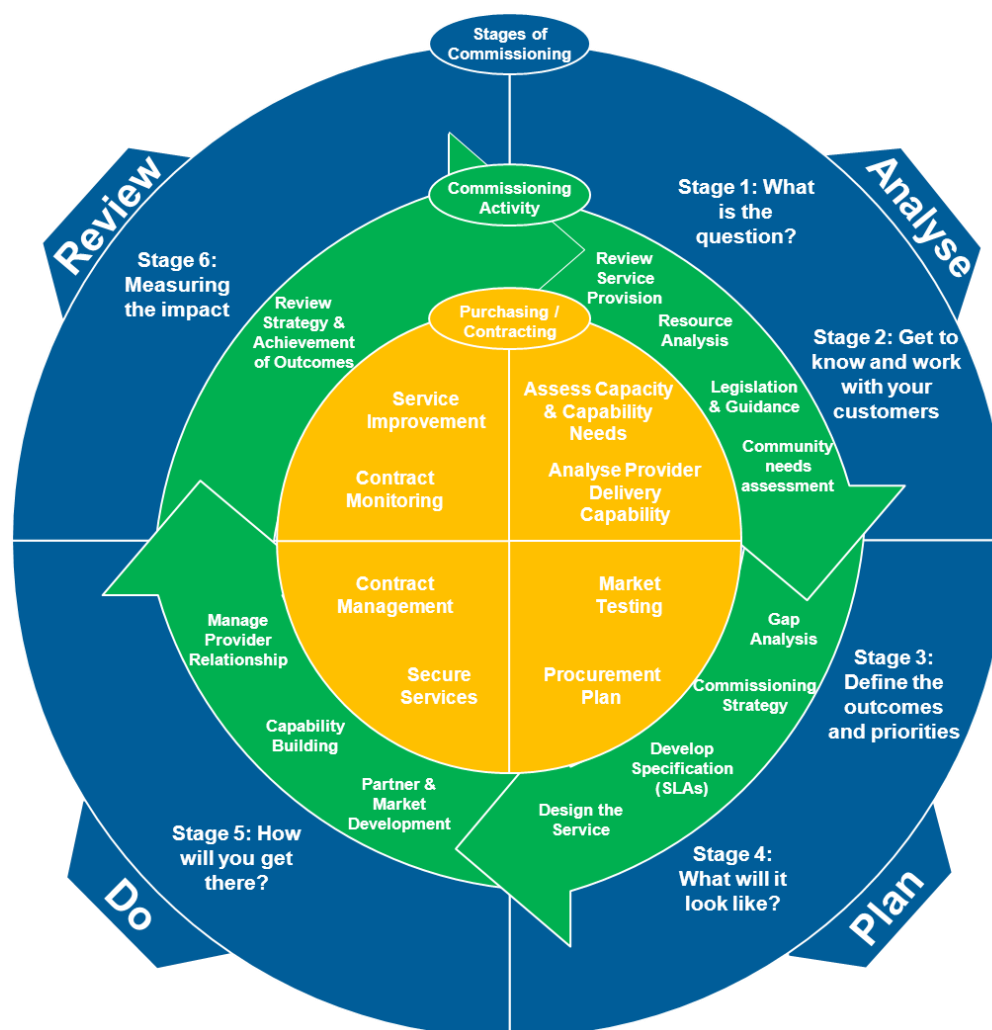 Stages of
Commissioning
Review
Analyse
Commissioning
Activity
Stage 1: What
is the
question?
Stage 6:
Measuring
the impact
Review
Service
Provision
Review
Strategy &
Achievement
of Outcomes
Purchasing /
Contracting
Resource
Analysis
Stage 2: Get to
know and work
with your
customers
Service
Improvement
Assess Capacity
& Capability
Needs
Legislation
& Guidance
Contract
Monitoring
Analyse Provider
Delivery
Capability
Community
needs
assessment
Contract
Management
Market
Testing
Manage
Provider
Relationship
Gap
Analysis
Stage 3:
Define the
outcomes
and priorities
Secure
Services
Procurement
Plan
Commissioning
Strategy
Capability
Building
Develop
Specification
(SLAs)
Partner &
Market
Development
Design the
Service
Stage 5: How
will you get
there?
Stage 4:
What will it
look like?
Do
Plan